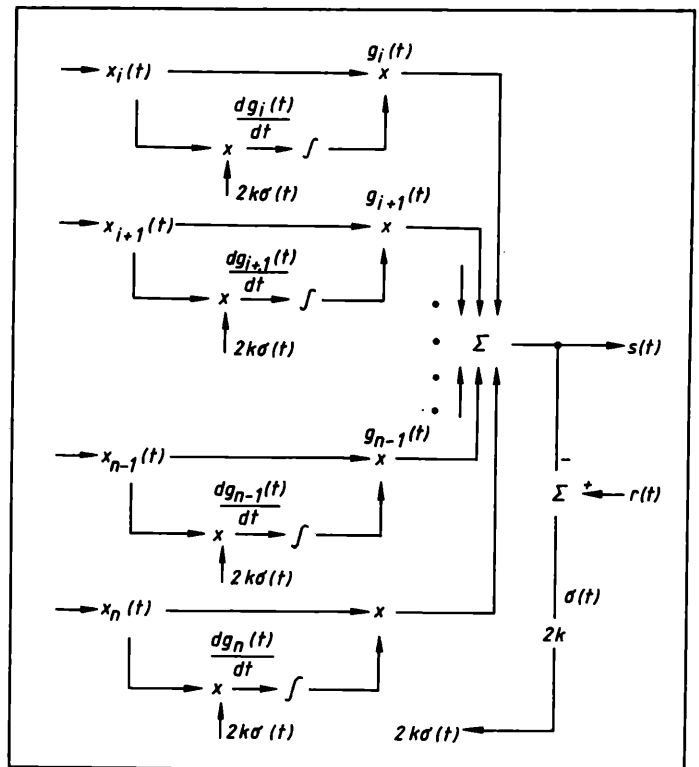 g_i(t)
x_i(t) x
dg_i(t)
dt
x ∫
2kσ(t)
g_{i+1}(t)
x_{i+1}(t) x
dg_{i+1}(t)
dt
x ∫
2kσ(t)
Σ s(t)
g_{n-1}(t)
x_{n-1}(t) x
−
Σ + r(t)
dg_{n-1}(t)
dt
x ∫
2kσ(t)
x_n(t) x
σ(t)
2k
dg_n(t)
dt
x ∫
2kσ(t) 2kσ(t)